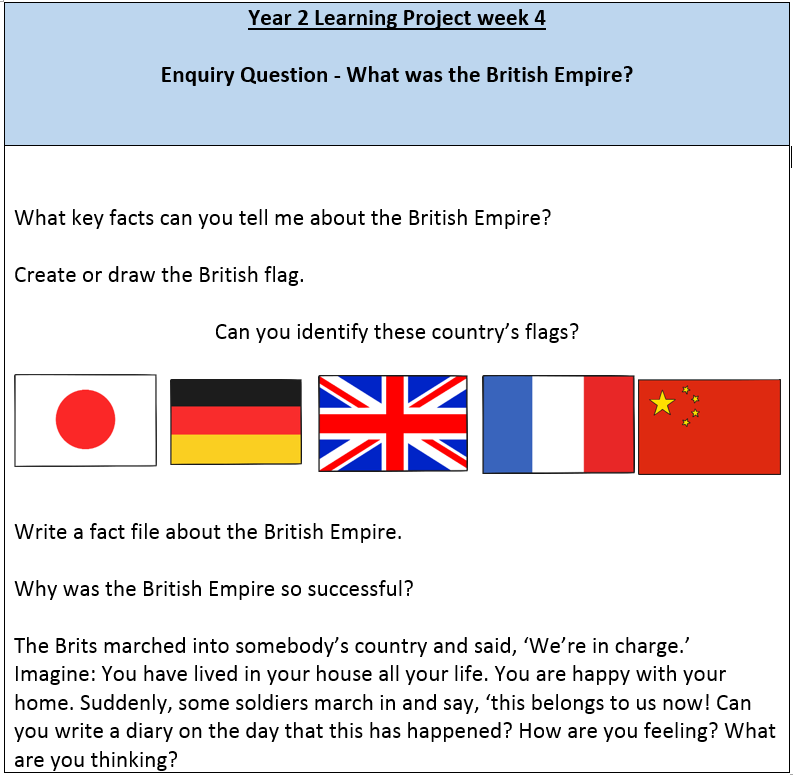 Year 2 Learning Project week 4
Enquiry Question - What was the British Empire?
What key facts can you tell me about the British Empire?
Create or draw the British flag.
Can you identify these country’s flags?
Write a fact file about the British Empire.
Why was the British Empire so successful?
The Brits marched into somebody’s country and said, ‘We’re in charge.’
Imagine: You have lived in your house all your life. You are happy with your
home. Suddenly, some soldiers march in and say, ‘this belongs to us now! Can
you write a diary on the day that this has happened? How are you feeling? What
are you thinking?